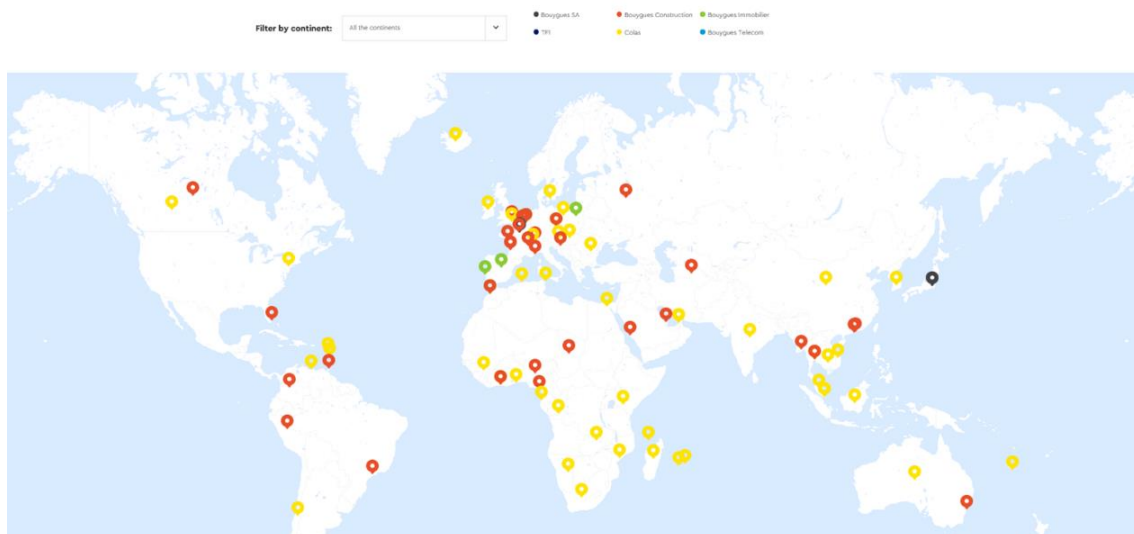 Bouygues SA Bouygues Construction Bouygues Immobilier
Filter by continent: All the continents
TF1 Colas Bouygues Telecom